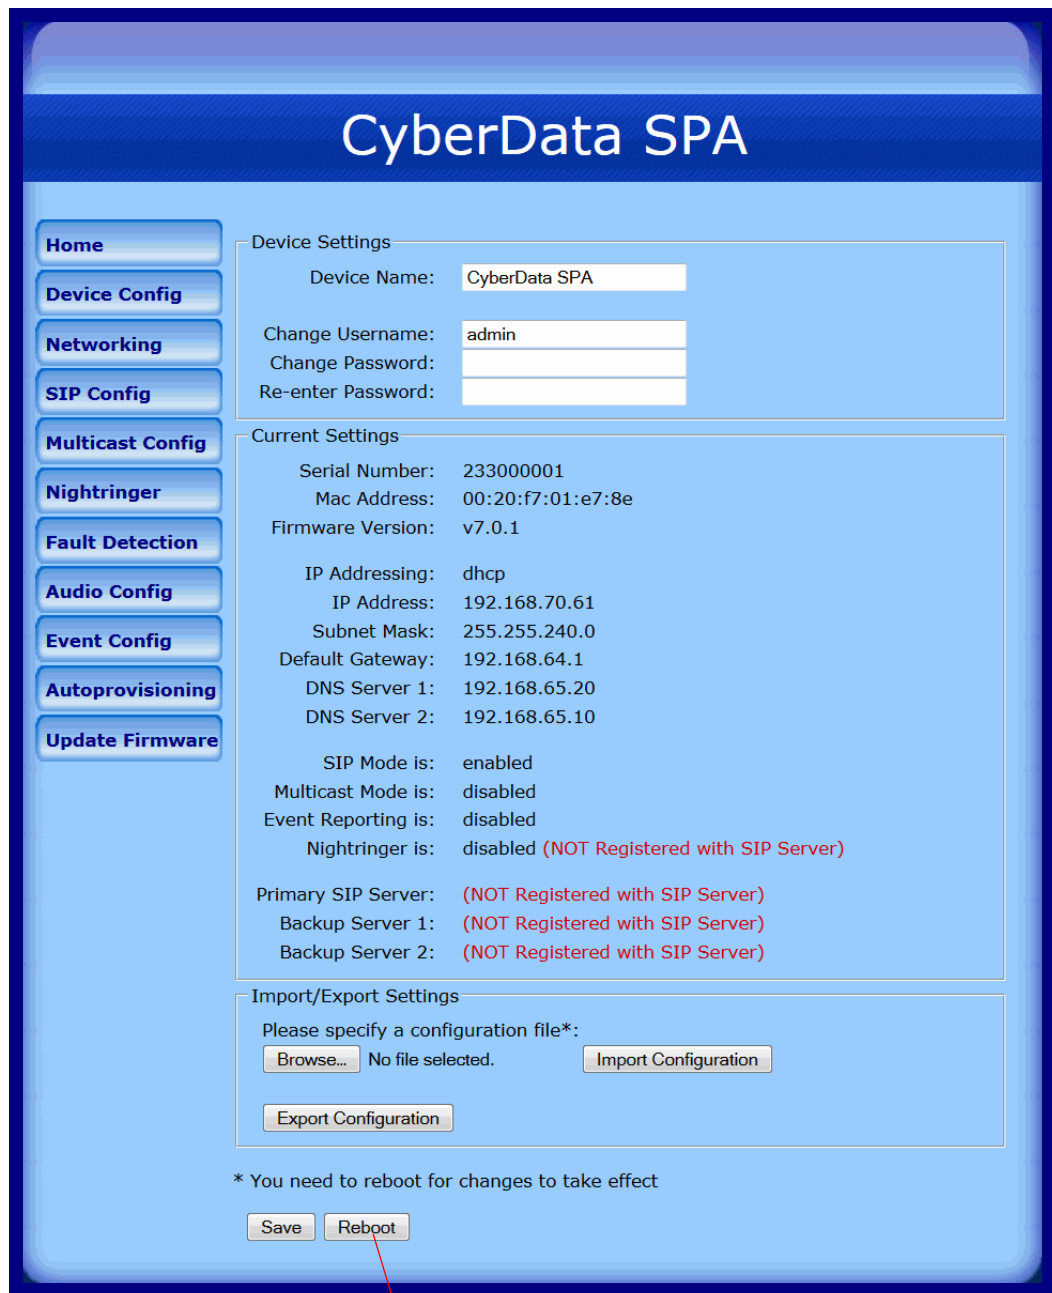 CyberData SPA
Home
Device Config
Networking
SIP Config
Multicast Config
Nightringer
Fault Detection
Audio Config
Event Config
Autoprovisioning
Update Firmware
Device Settings
Device Name: CyberData SPA
Change Username: admin
Change Password:
Re-enter Password:
Current Settings
Serial Number: 233000001
Mac Address: 00:20:f7:01:e7:8e
Firmware Version: v7.0.1
IP Addressing: dhcp
IP Address: 192.168.70.61
Subnet Mask: 255.255.240.0
Default Gateway: 192.168.64.1
DNS Server 1: 192.168.65.20
DNS Server 2: 192.168.65.10
SIP Mode is: enabled
Multicast Mode is: disabled
Event Reporting is: disabled
Nightringer is: disabled (NOT Registered with SIP Server)
Primary SIP Server: (NOT Registered with SIP Server)
Backup Server 1: (NOT Registered with SIP Server)
Backup Server 2: (NOT Registered with SIP Server)
Import/Export Settings
Please specify a configuration file*:
Browse... No file selected. Import Configuration
Export Configuration
* You need to reboot for changes to take effect
Save Reboot